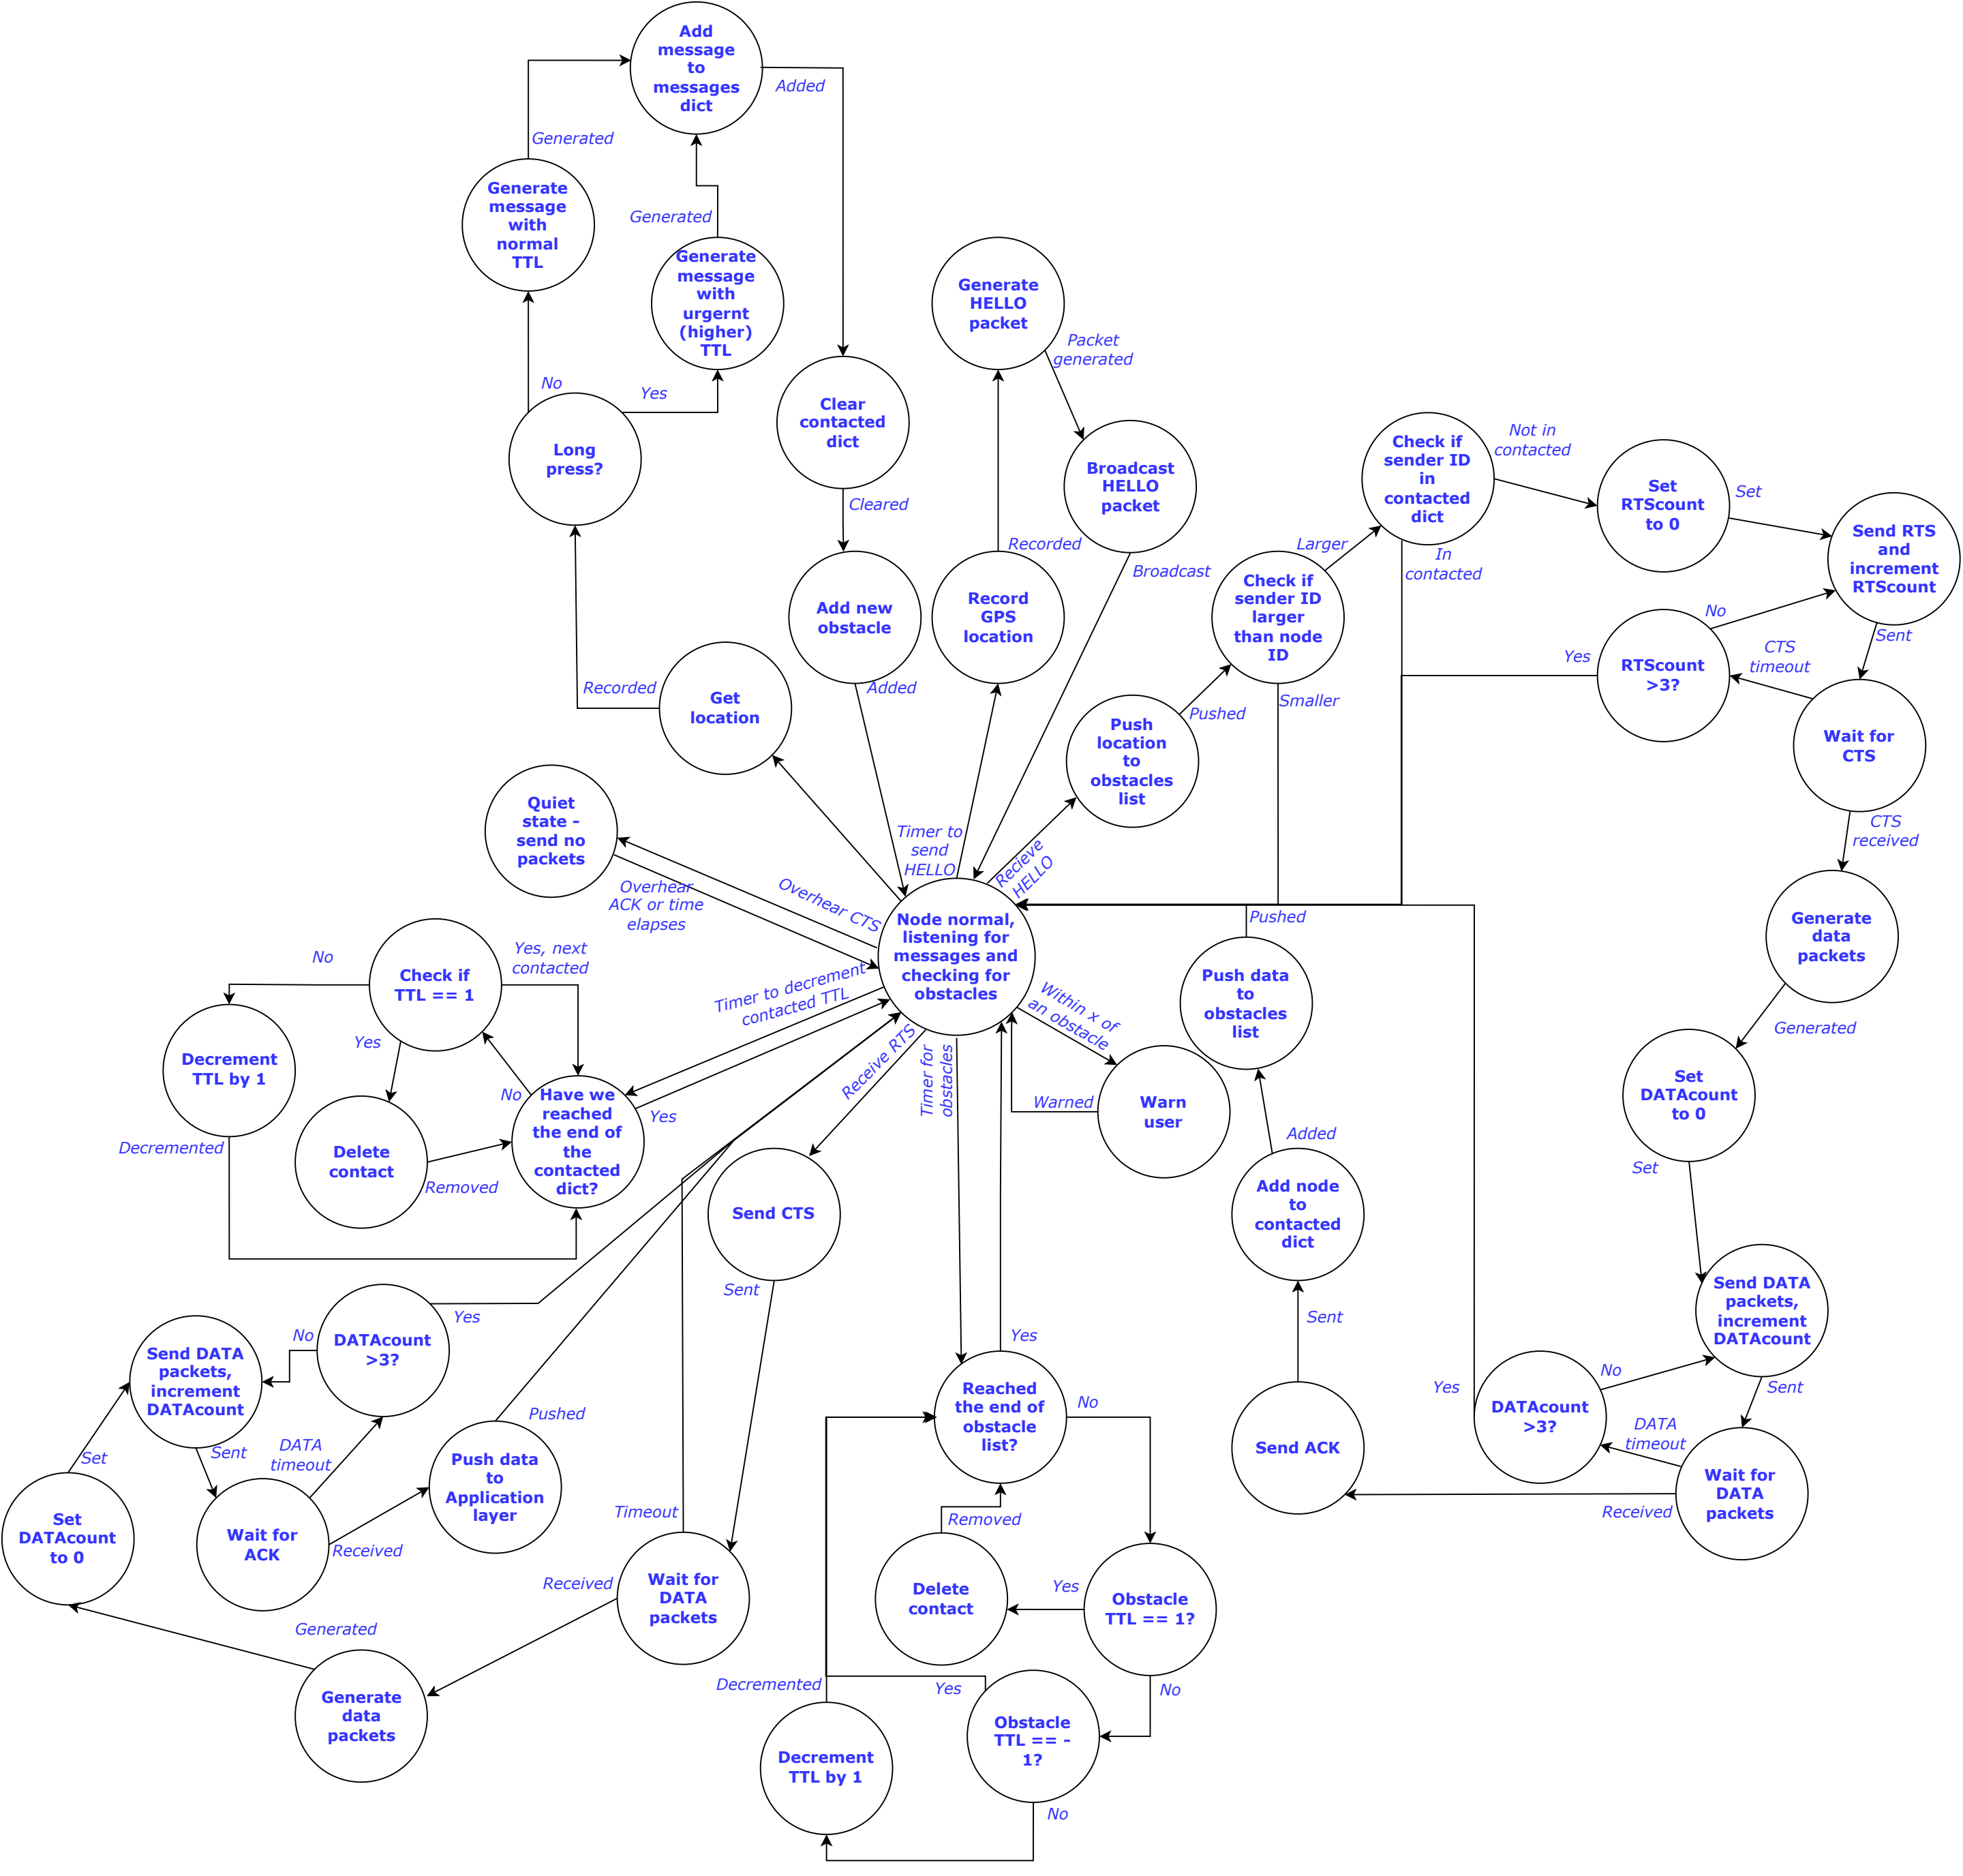 Add
message
to
messages
dict
Added
Generated
Generate
message
with
normal
TTL
Generated
Generate
message
with
urgernt
(higher)
TTL
No
Yes
Long
press?
Clear
contacted
dict
Cleared
Add new
obstacle
Added
Get
location
Recorded
Generate
HELLO
packet
Packet
generated
Broadcast
HELLO
packet
Broadcast
Recorded
Record
GPS
location
Timer to
send
HELLO
Recieve
HELLO
Push
location
to
obstacles
list
Pushed
Check if
sender ID
larger
than node
ID
Larger
Smaller
Check if
sender ID
in
contacted
dict
Not in
contacted
In
contacted
Set
RTScount
to 0
Set
Send RTS
and
increment
RTScount
No
Sent
RTScount
>3?
Yes
CTS
timeout
Wait for
CTS
CTS
received
Generate
data
packets
Generated
Set
DATAcount
to 0
Set
Send DATA
packets,
increment
DATAcount
Sent
No
DATAcount
>3?
Yes
DATA
timeout
Wait for
DATA
packets
Received
Send ACK
Sent
Add node
to
contacted
dict
Added
Push data
to
obstacles
list
Pushed
Quiet
state -
send no
packets
Overhear CTS
Overhear
ACK or time
elapses
Node normal,
listening for
messages and
checking for
obstacles
Within x of
an obstacle
Warn
user
Warned
Timer to decrement
contacted TTL
No
Check if
TTL == 1
Yes, next
contacted
Yes
Decrement
TTL by 1
Decremented
Delete
contact
Removed
No
Have we
reached
the end of
the
contacted
dict?
Yes
Receive RTS
Send CTS
Sent
Timer for
obstacles
Yes
Reached
the end of
obstacle
list?
No
Removed
Delete
contact
Yes
Obstacle
TTL == 1?
No
Obstacle
TTL == -
1?
Yes
No
Decremented
Decrement
TTL by 1
Timeout
Wait for
DATA
packets
Received
Generate
data
packets
Generated
Set
DATAcount
to 0
Set
Send DATA
packets,
increment
DATAcount
Sent
No
DATAcount
>3?
Yes
DATA
timeout
Wait for
ACK
Received
Push data
to
Application
layer
Pushed